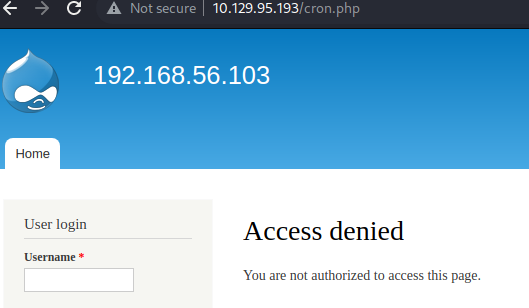 Not secure | 10.129.95.193/cron.php
192.168.56.103
Home
User login
Username *
Access denied
You are not authorized to access this page.